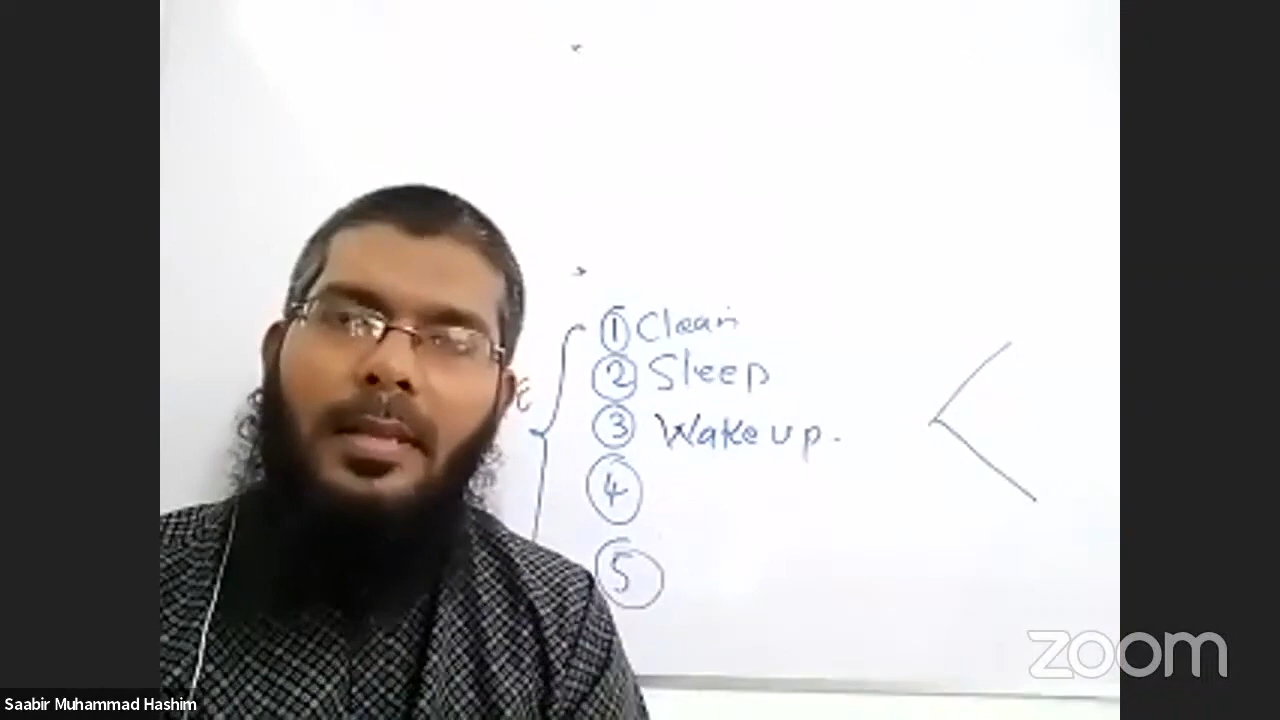 ① Clean
② Sleep
③ Wake up.
④
⑤
E
zoom
Saabir Muhammad Hashim